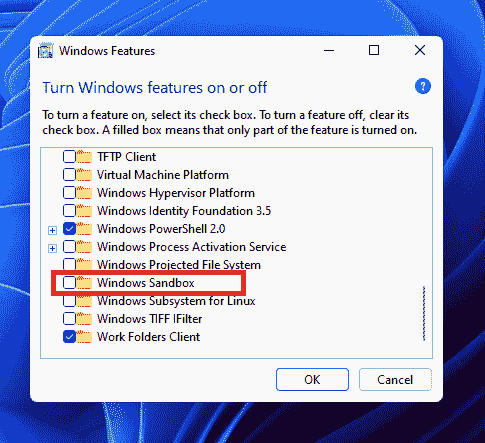 Windows Features
Turn Windows features on or off
?
To turn a feature on, select its check box. To turn a feature off, clear its
check box. A filled box means that only part of the feature is turned on.
TFTP Client
Virtual Machine Platform
Windows Hypervisor Platform
Windows Identity Foundation 3.5
Windows PowerShell 2.0
Windows Process Activation Service
Windows Projected File System
Windows Sandbox
Windows Subsystem for Linux
Windows TIFF IFilter
Work Folders Client
OK
Cancel